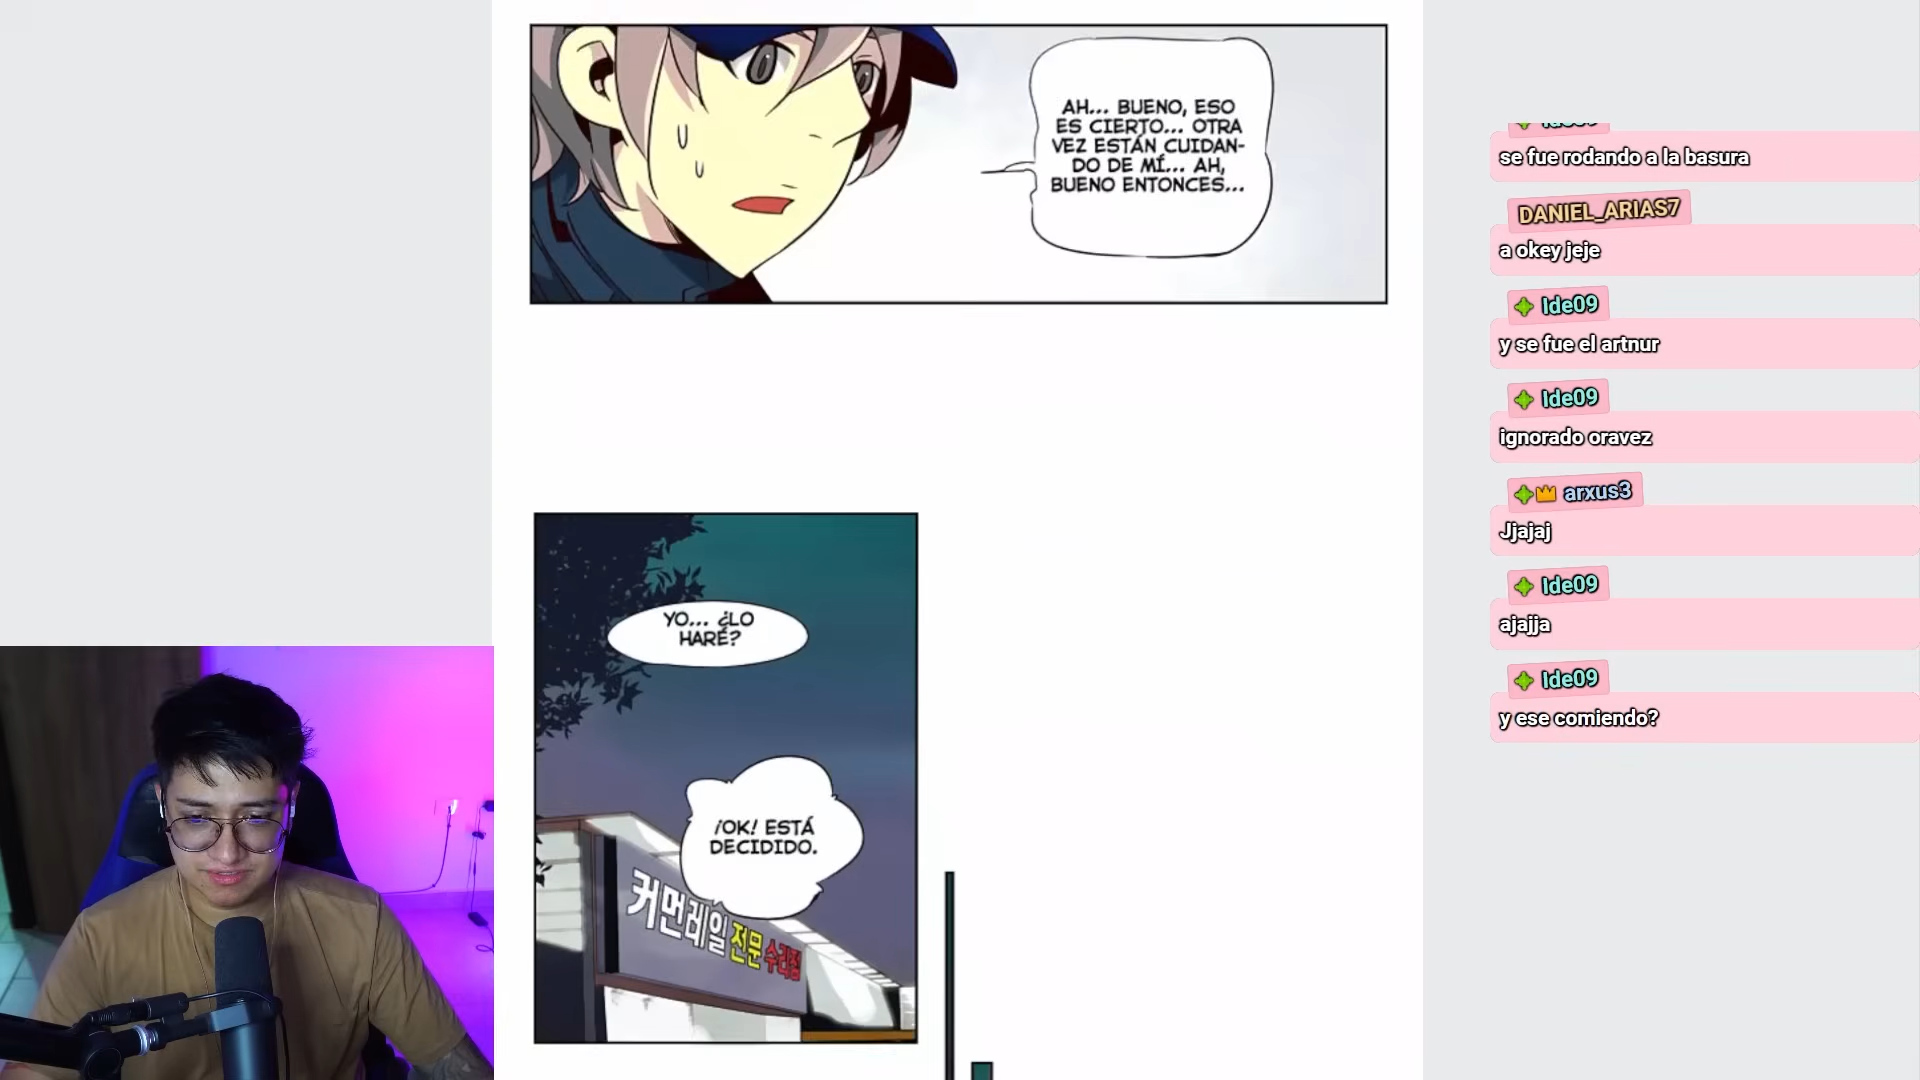 AH... BUENO, ESO
ES CIERTO... OTRA
VEZ ESTÁN CUIDAN-
DO DE MÍ... AH,
BUENO ENTONCES...
YO... ¿LO
HARÉ?
¡OK! ESTÁ
DECIDIDO.
커먼레일 전문 수리점
se fue rodando a la basura
DANIEL_ARIAS7
a okey jeje
Ide09
y se fue el artnur
Ide09
ignorado oravez
arxus3
Jjajaj
Ide09
ajajja
Ide09
y ese comiendo?